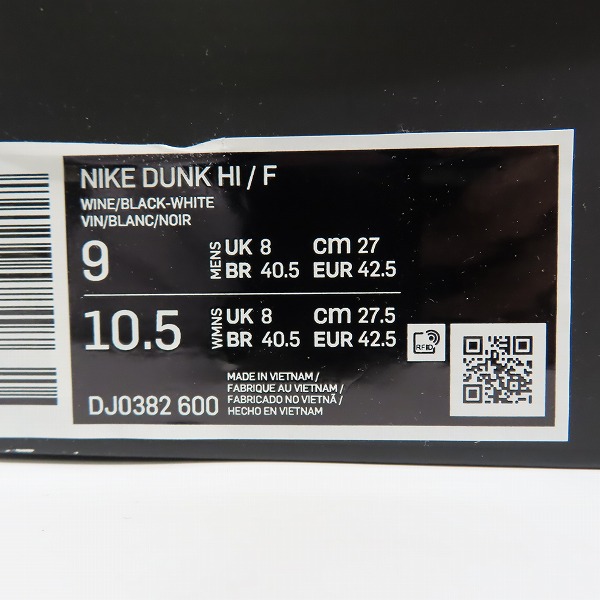 NIKE DUNK HI / F
WINE/BLACK-WHITE
VIN/BLANC/NOIR
9 MENS UK 8 cm 27
BR 40.5 EUR 42.5
10.5 WMNS UK 8 cm 27.5
BR 40.5 EUR 42.5
RFID
DJ0382 600
MADE IN VIETNAM /
FABRIQUE AU VIETNAM /
FABRICADO NO VIETNÃ /
HECHO EN VIETNAM